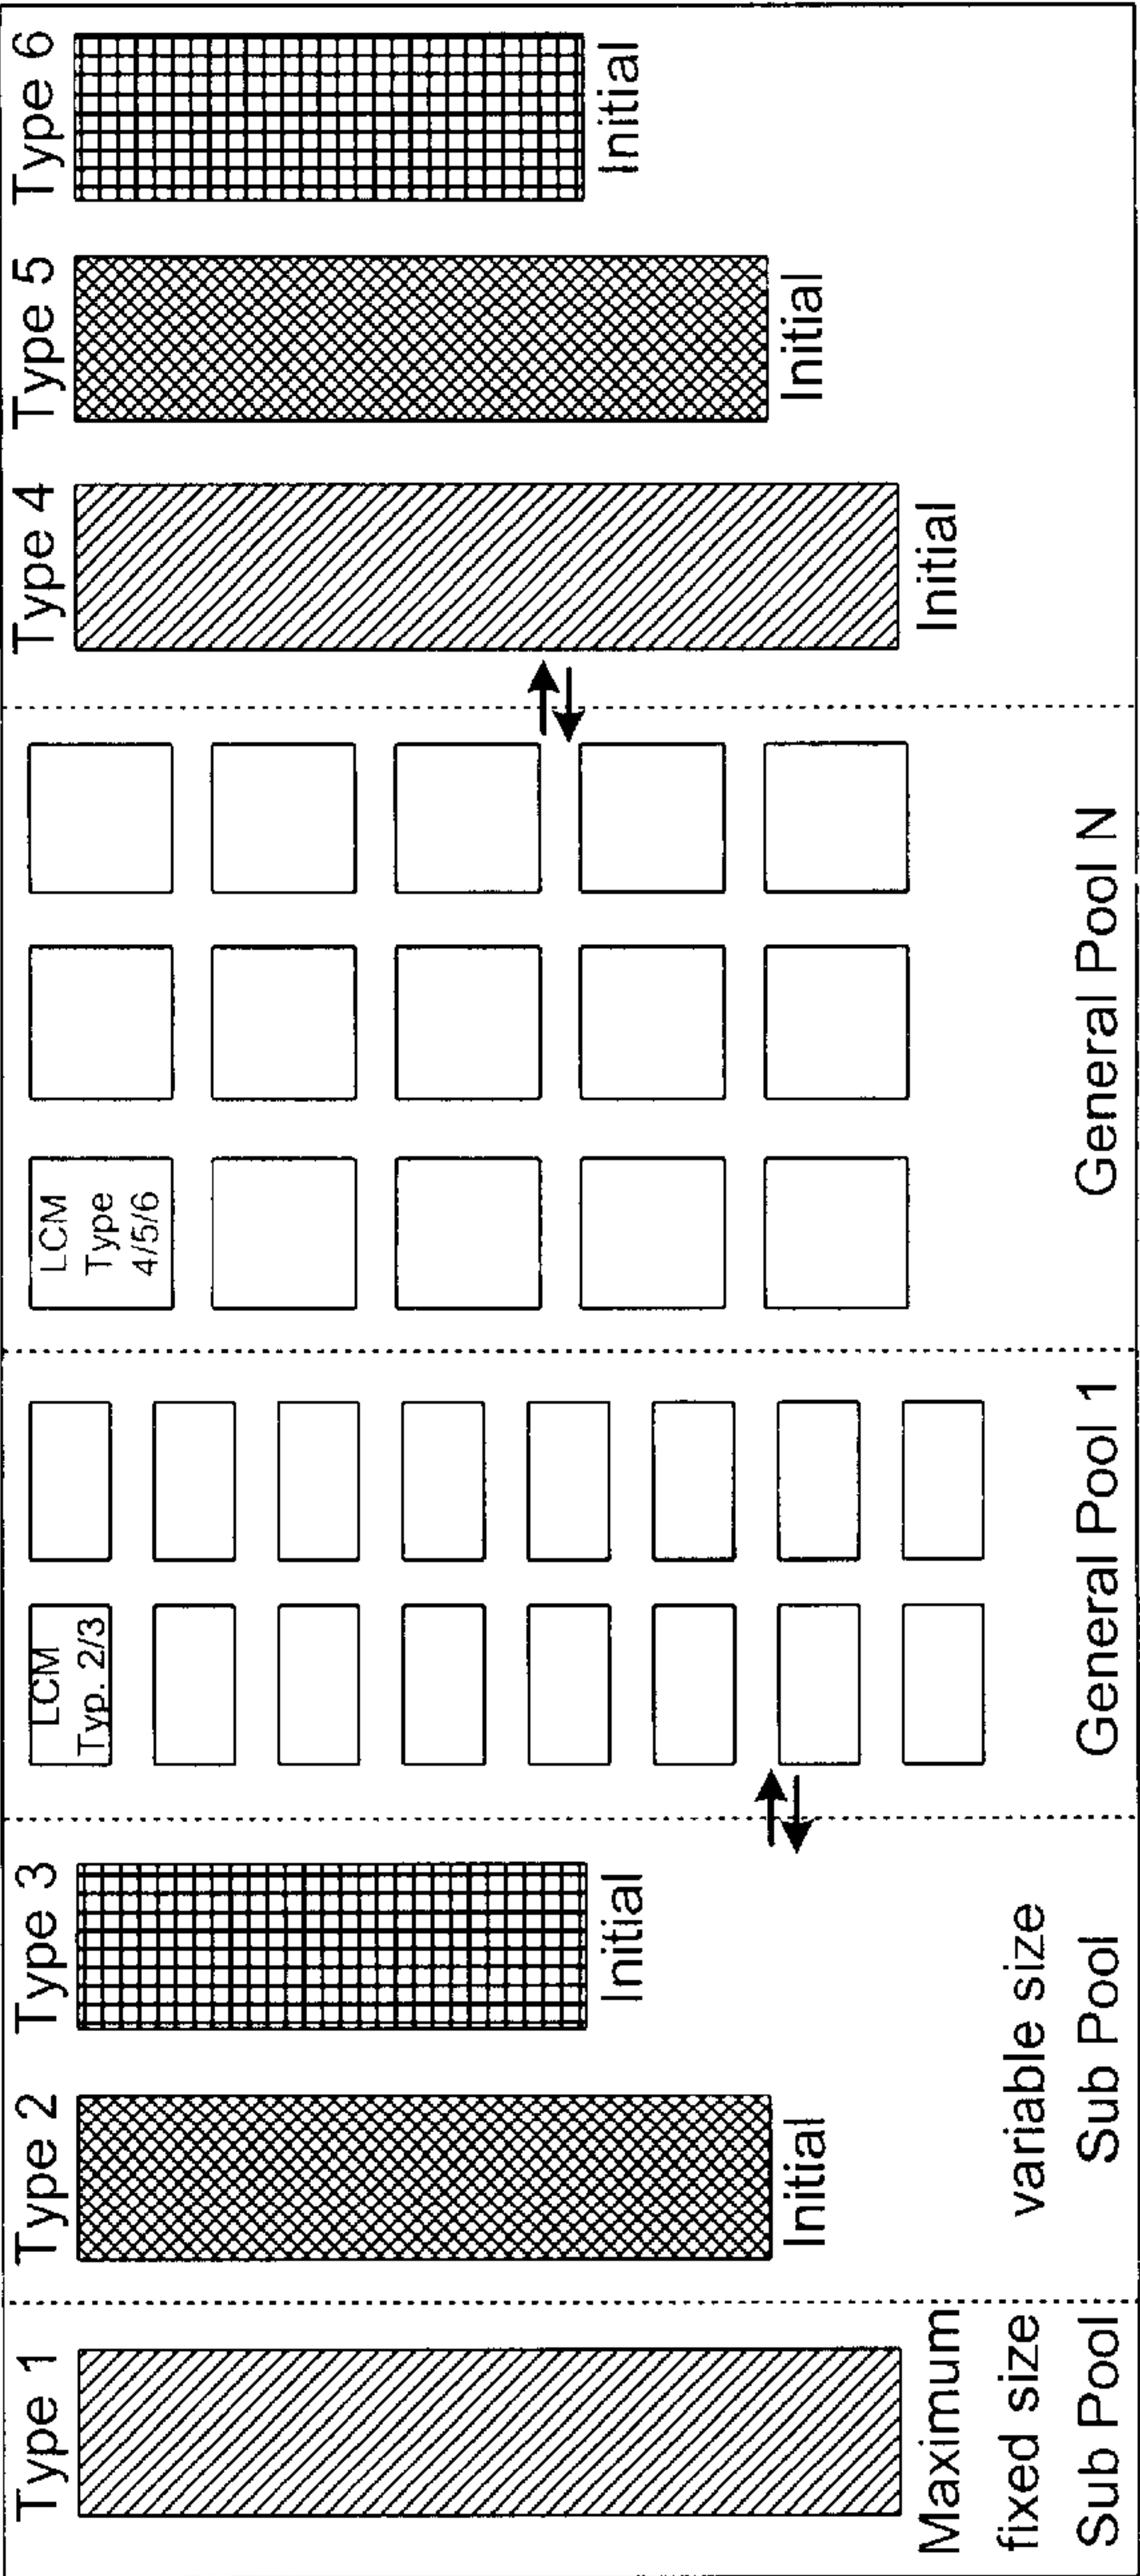 Type 1
Maximum
fixed size
Sub Pool
Type 2
Initial
Type 3
Initial
variable size
Sub Pool
LCM
Typ. 2/3
General Pool 1
LCM
Type
4/5/6
General Pool N
Type 4
Initial
Type 5
Initial
Type 6
Initial